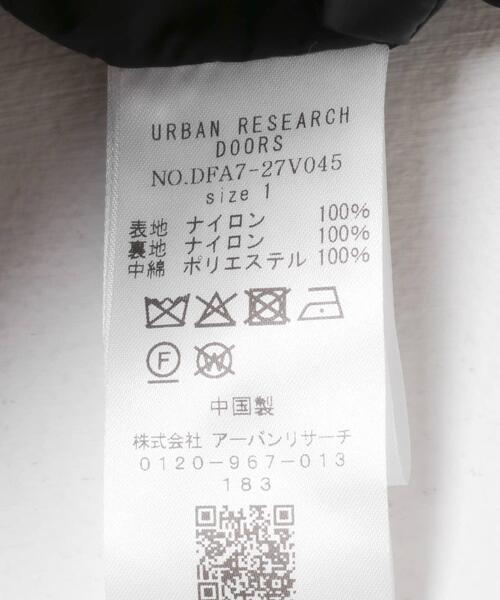 URBAN RESEARCH
DOORS
NO.DFA7-27V045
size 1
表地 ナイロン 100%
裏地 ナイロン 100%
中綿 ポリエステル 100%
F W
中国製
株式会社 アーバンリサーチ
0120-967-013
183